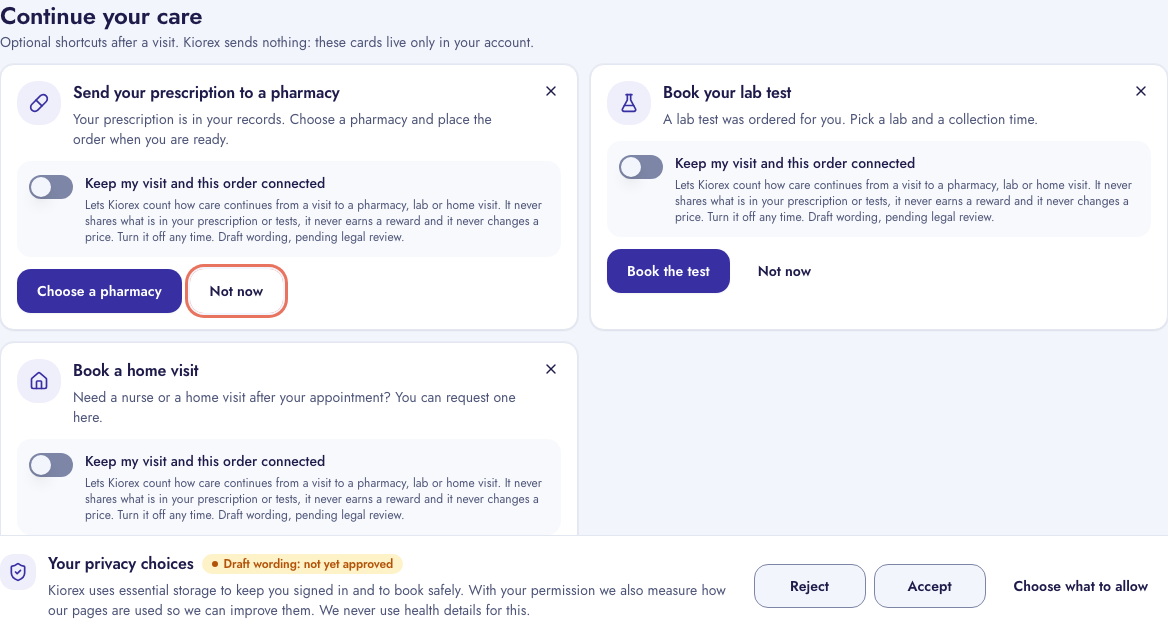 Continue your care
Optional shortcuts after a visit. Kiorex sends nothing: these cards live only in your account.
Send your prescription to a pharmacy
Your prescription is in your records. Choose a pharmacy and place the
order when you are ready.
Keep my visit and this order connected
Lets Kiorex count how care continues from a visit to a pharmacy, lab or home visit. It never
shares what is in your prescription or tests, it never earns a reward and it never changes a
price. Turn it off any time. Draft wording, pending legal review.
Choose a pharmacy
Not now
Book your lab test
A lab test was ordered for you. Pick a lab and a collection time.
Keep my visit and this order connected
Lets Kiorex count how care continues from a visit to a pharmacy, lab or home visit. It never
shares what is in your prescription or tests, it never earns a reward and it never changes a
price. Turn it off any time. Draft wording, pending legal review.
Book the test
Not now
Book a home visit
Need a nurse or a home visit after your appointment? You can request one
here.
Keep my visit and this order connected
Lets Kiorex count how care continues from a visit to a pharmacy, lab or home visit. It never
shares what is in your prescription or tests, it never earns a reward and it never changes a
price. Turn it off any time. Draft wording, pending legal review.
Your privacy choices
Draft wording: not yet approved
Kiorex uses essential storage to keep you signed in and to book safely. With your permission we also measure how
our pages are used so we can improve them. We never use health details for this.
Reject
Accept
Choose what to allow